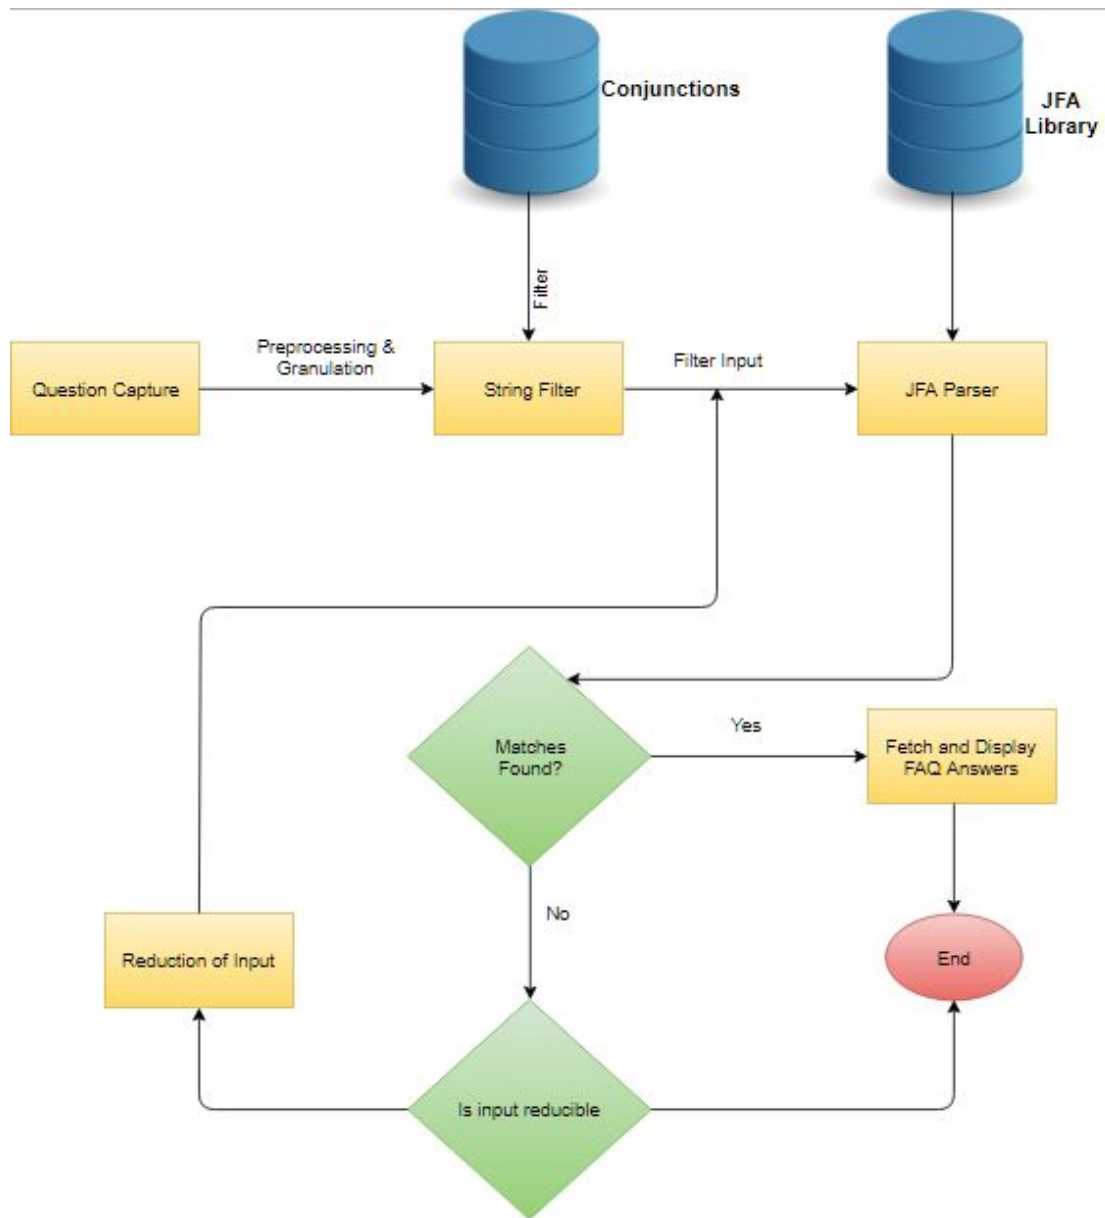 Conjunctions
JFA
Library
Filter
Preprocessing &
Granulation
Filter Input
Question Capture
String Filter
JFA Parser
Matches
Found?
Yes
Fetch and Display
FAQ Answers
No
Reduction of Input
End
Is input reducible